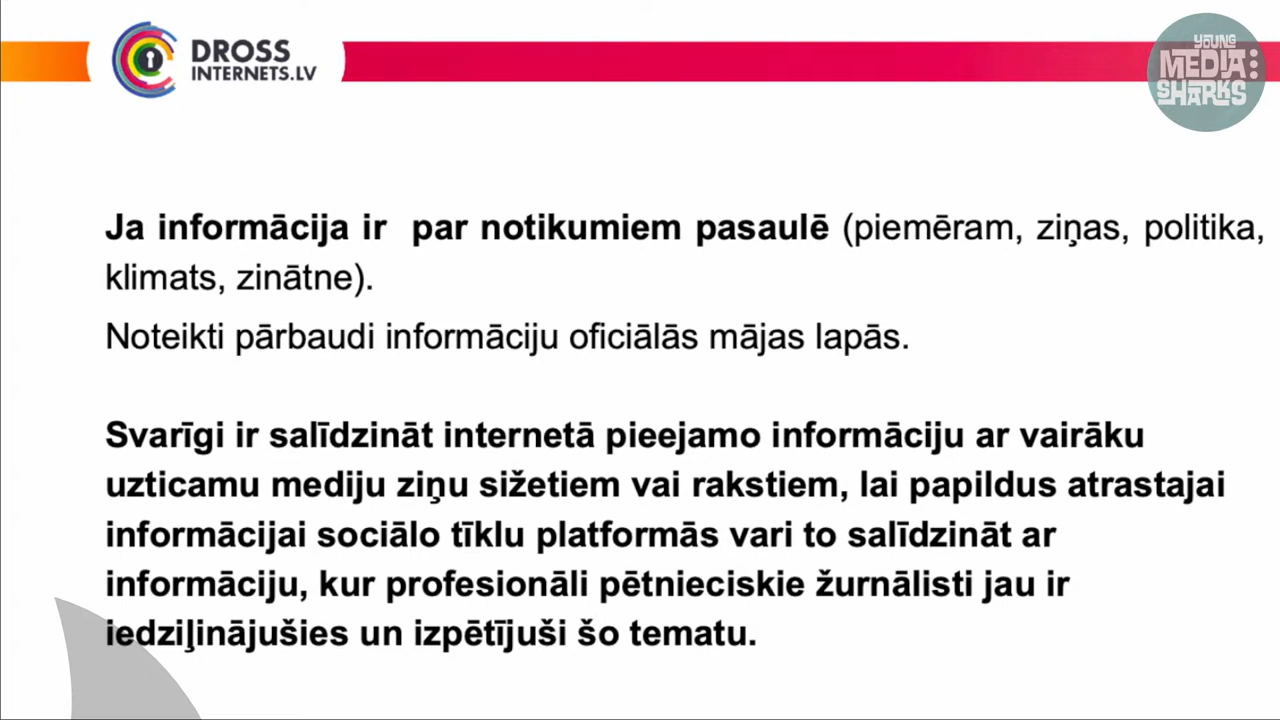 DROSS
INTERNETS.LV
YOUNG
MEDIA:
SHARKS
Ja informācija ir par notikumiem pasaulē (piemēram, ziņas, politika,
klimats, zinātne).
Noteikti pārbaudi informāciju oficiālās mājas lapās.
Svarīgi ir salīdzināt internetā pieejamo informāciju ar vairāku
uzticamu mediju ziņu sižetiem vai rakstiem, lai papildus atrastajai
informācijai sociālo tīklu platformās vari to salīdzināt ar
informāciju, kur profesionāli pētnieciskie žurnālisti jau ir
iedziļinājušies un izpētījuši šo tematu.